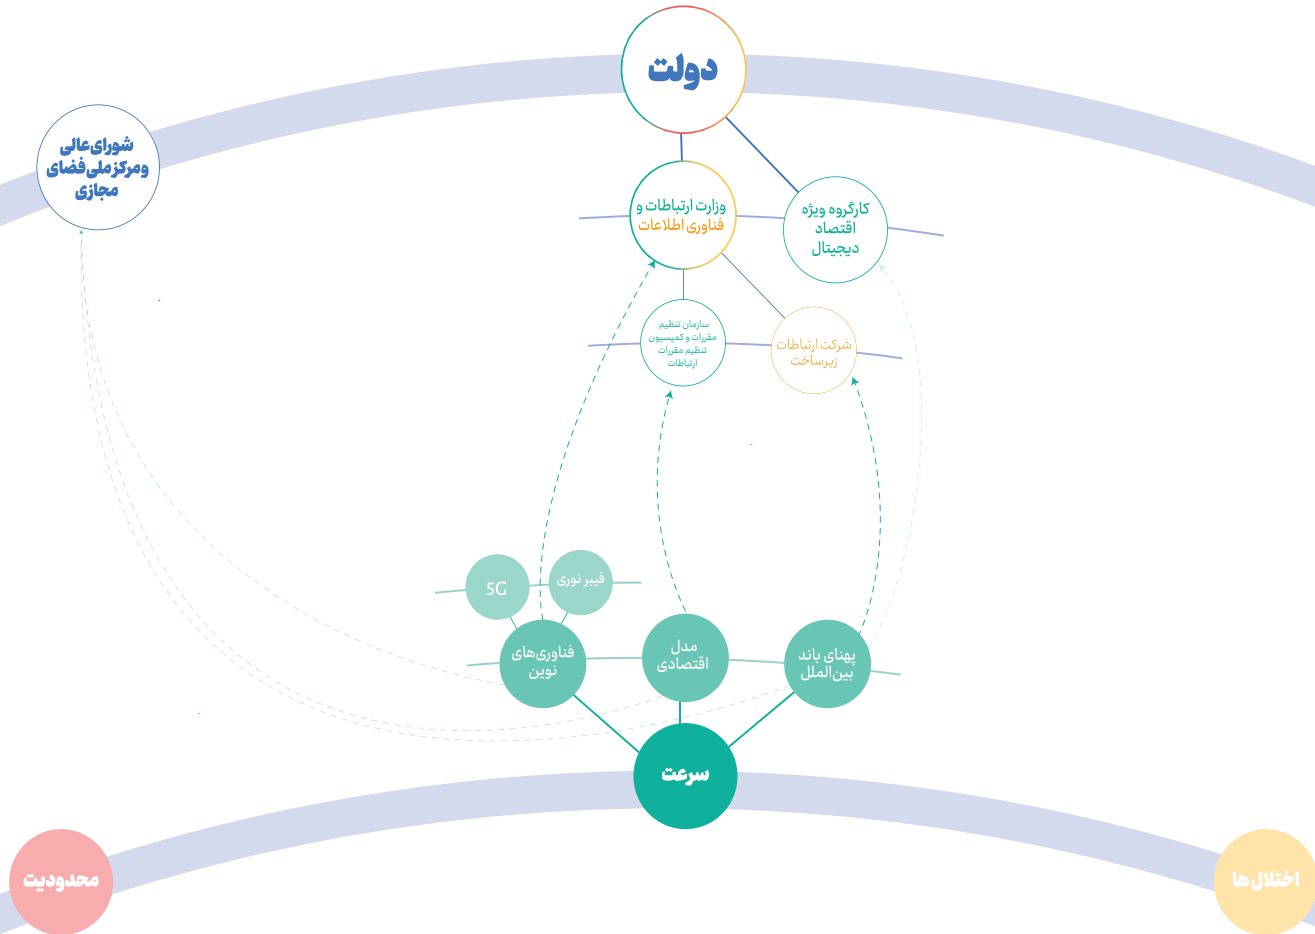 دولت
شورای‌عالی
ومرکزملی‌فضای
مجازی
وزارت ارتباطات و
فناوری اطلاعات
کارگروه ویژه
اقتصاد
دیجیتال
سازمان تنظیم
مقررات و کمیسیون
تنظیم مقررات
ارتباطات
شرکت ارتباطات
زیرساخت
فیبر نوری
5G
پهنای باند
بین‌الملل
مدل
اقتصادی
فناوری‌های
نوین
سرعت
اختلال‌ها
محدودیت